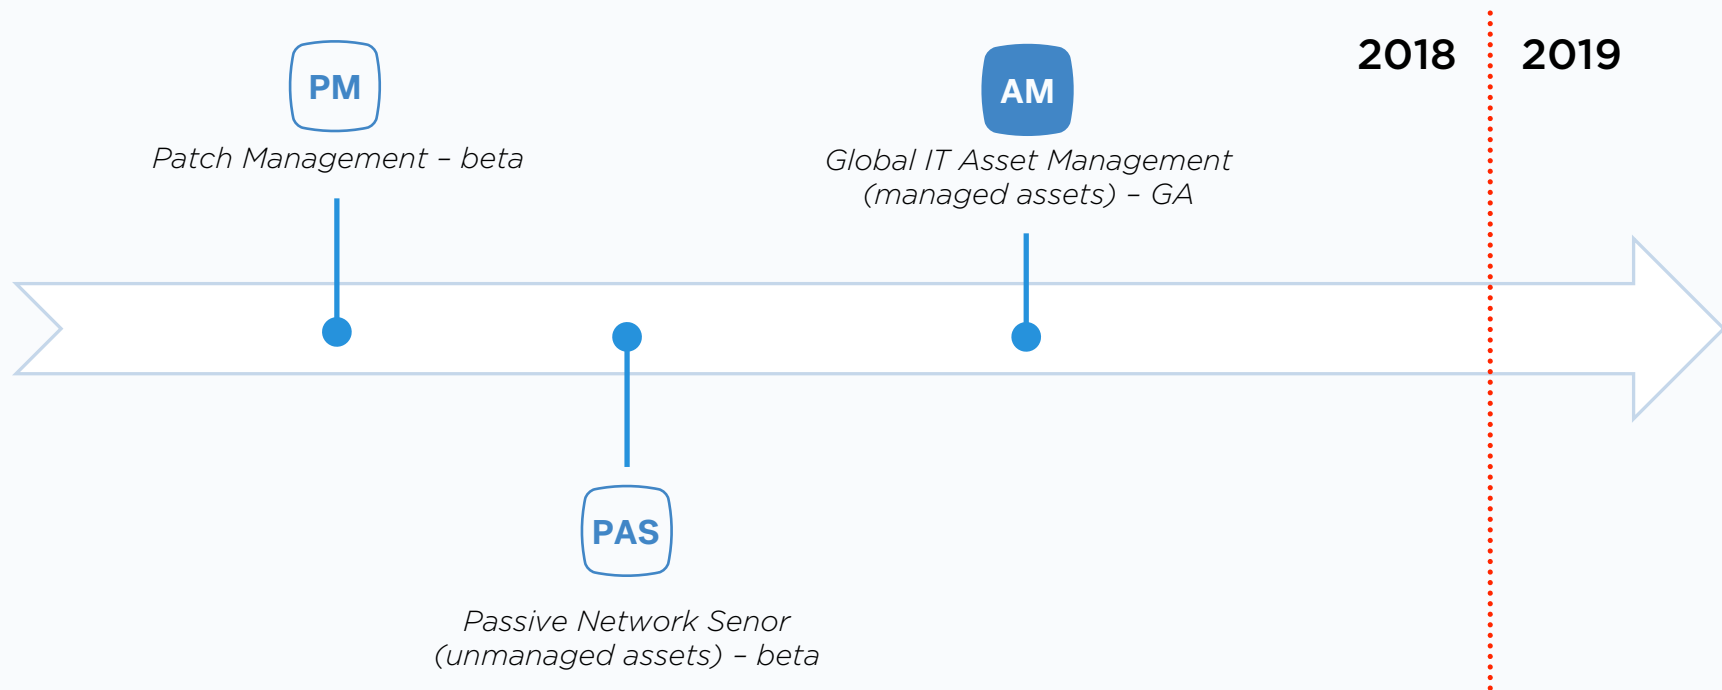 PM
Patch Management – beta
AM
Global IT Asset Management
(managed assets) – GA
2018
2019
PAS
Passive Network Senor
(unmanaged assets) – beta